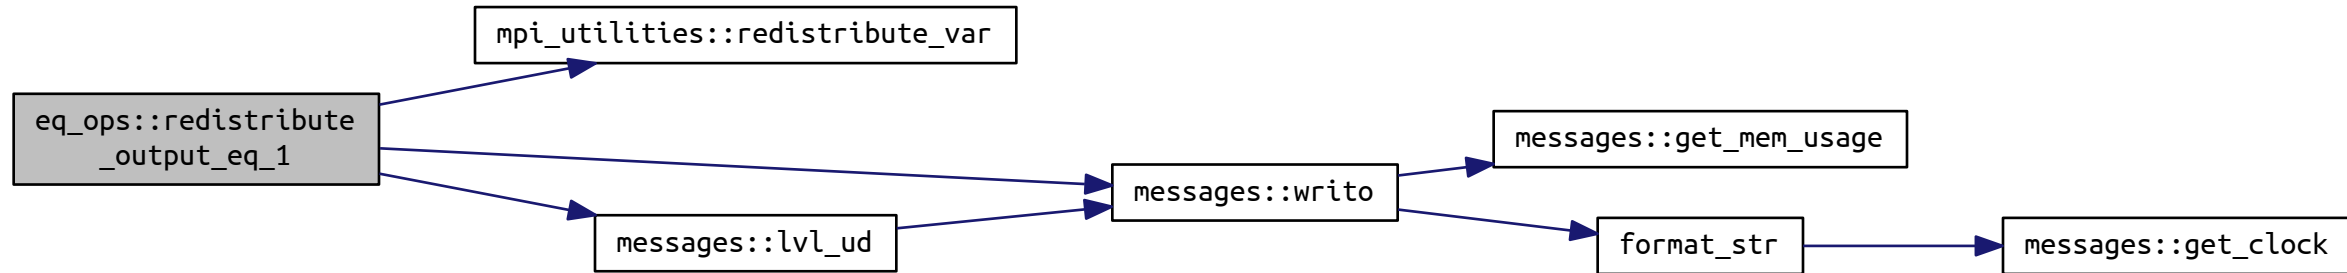 mpi_utilities::redistribute_var
eq_ops::redistribute
_output_eq_1
messages::get_mem_usage
messages::writo
messages::lvl_ud
format_str
messages::get_clock